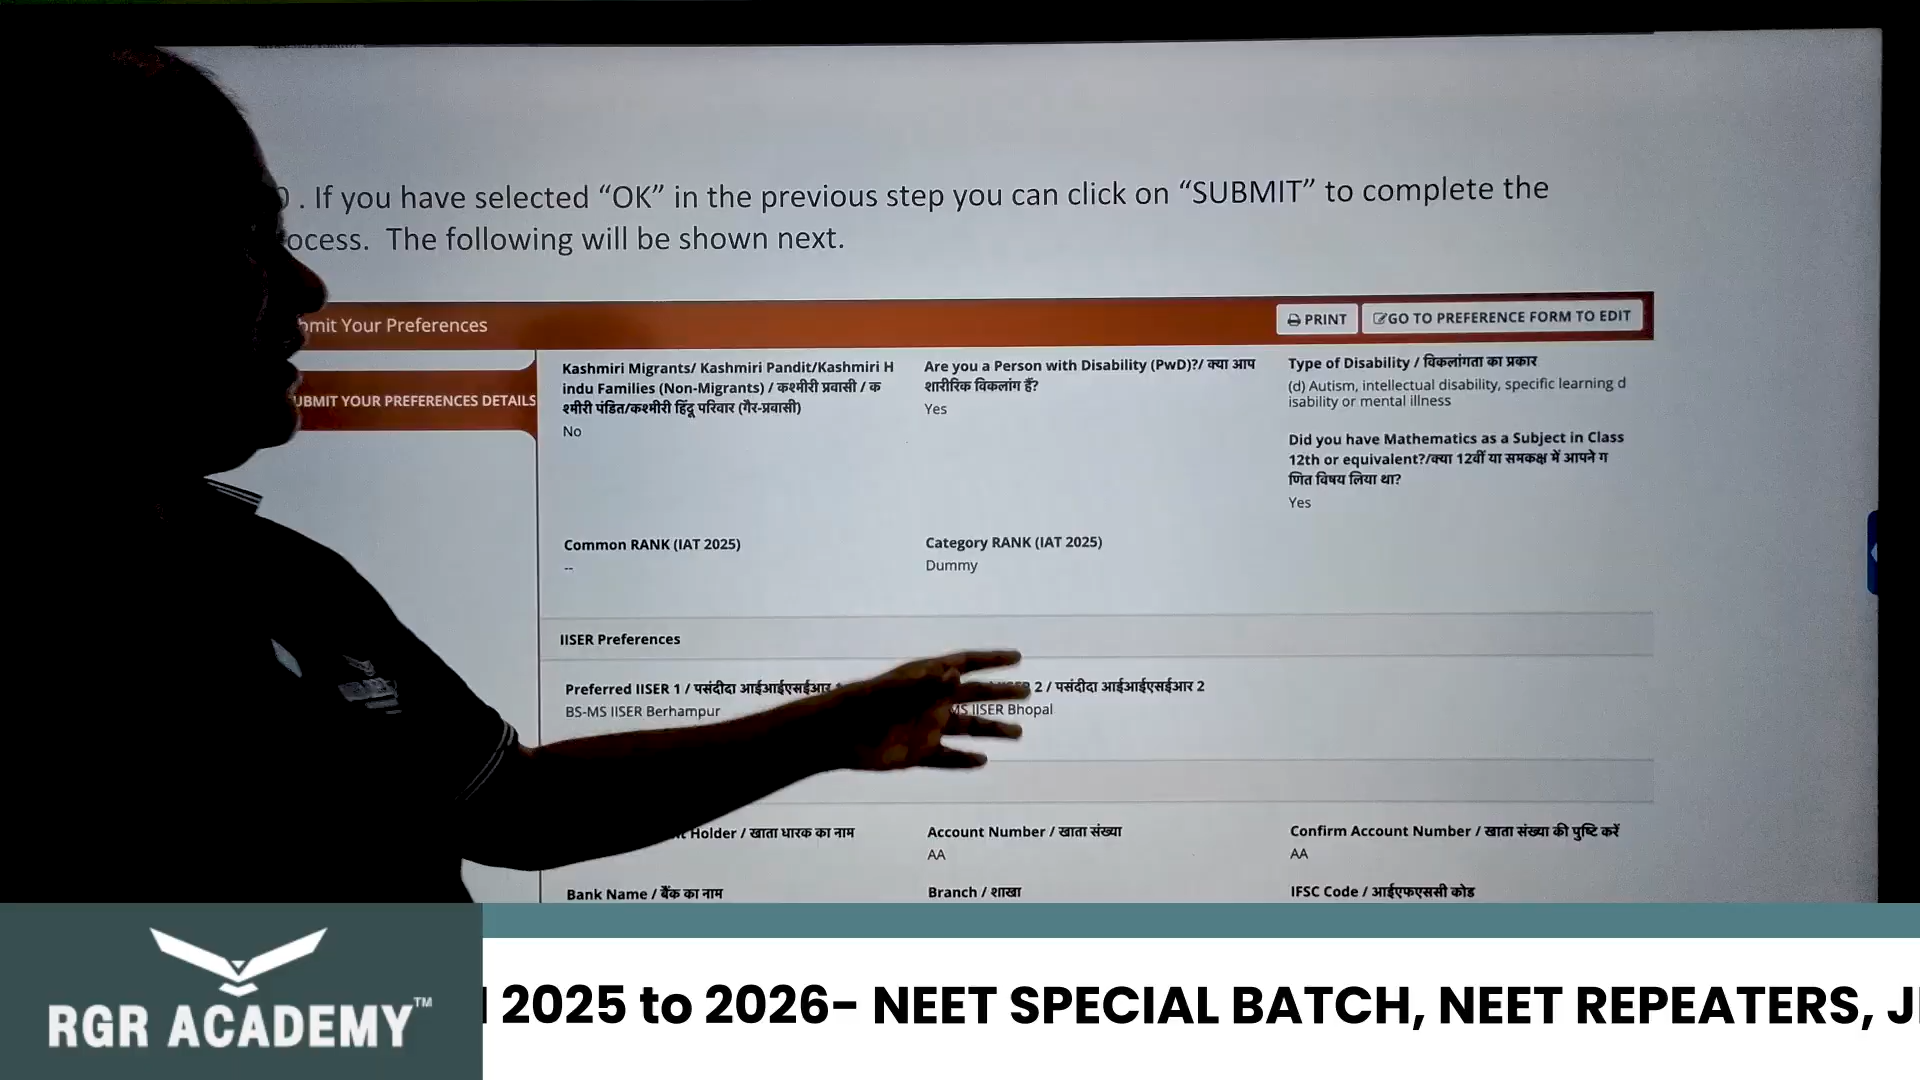 . If you have selected “OK” in the previous step you can click on “SUBMIT” to complete the
The following will be shown next.
Your Preferences
PRINT
GO TO PREFERENCE FORM TO EDIT
YOUR PREFERENCES DETAILS
Kashmiri Migrants/ Kashmiri Pandit/Kashmiri H
indu Families (Non-Migrants) / कश्मीरी प्रवासी / क
श्मीरी पंडित/कश्मीरी हिंदू परिवार (गैर-प्रवासी)
No
Are you a Person with Disability (PwD)?/ क्या आप
शारीरिक विकलांग हैं?
Yes
Type of Disability / विकलांगता का प्रकार
(d) Autism, intellectual disability, specific learning d
isability or mental illness
Did you have Mathematics as a Subject in Class
12th or equivalent?/क्या 12वीं या समकक्ष में आपने ग
णित विषय लिया था?
Yes
Common RANK (IAT 2025)
--
Category RANK (IAT 2025)
Dummy
IISER Preferences
Preferred IISER 1 / पसंदीदा आईआईएसईआर
BS-MS IISER Berhampur
2 / पसंदीदा आईआईएसईआर 2
IISER Bhopal
Holder / खाता धारक का नाम
Account Number / खाता संख्या
AA
Confirm Account Number / खाता संख्या की पुष्टि करें
AA
Bank Name / बैंक का नाम
Branch / शाखा
IFSC Code / आईएफएससी कोड
RGR ACADEMY™
2025 to 2026- NEET SPECIAL BATCH, NEET REPEATERS,